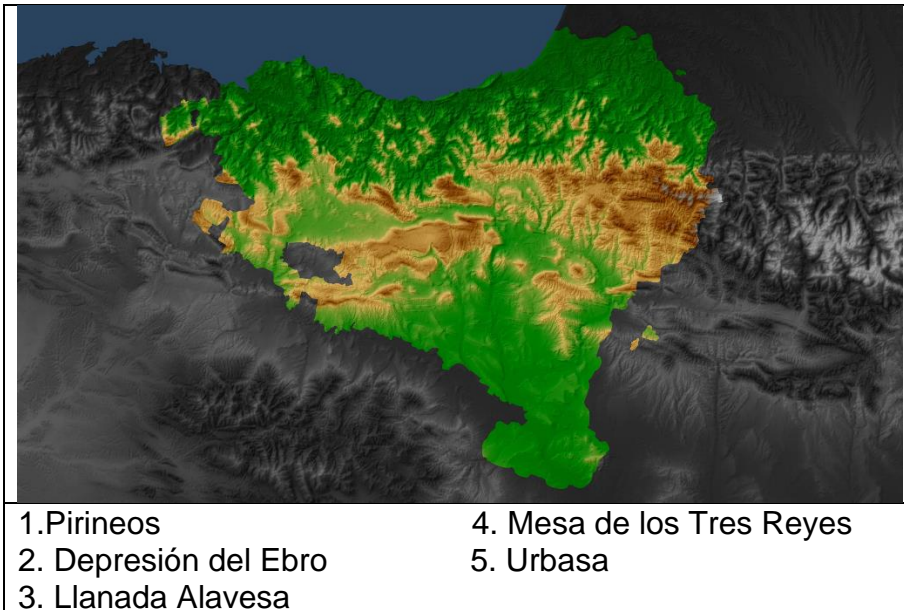 1.Pirineos
2. Depresión del Ebro
3. Llanada Alavesa
4. Mesa de los Tres Reyes
5. Urbasa